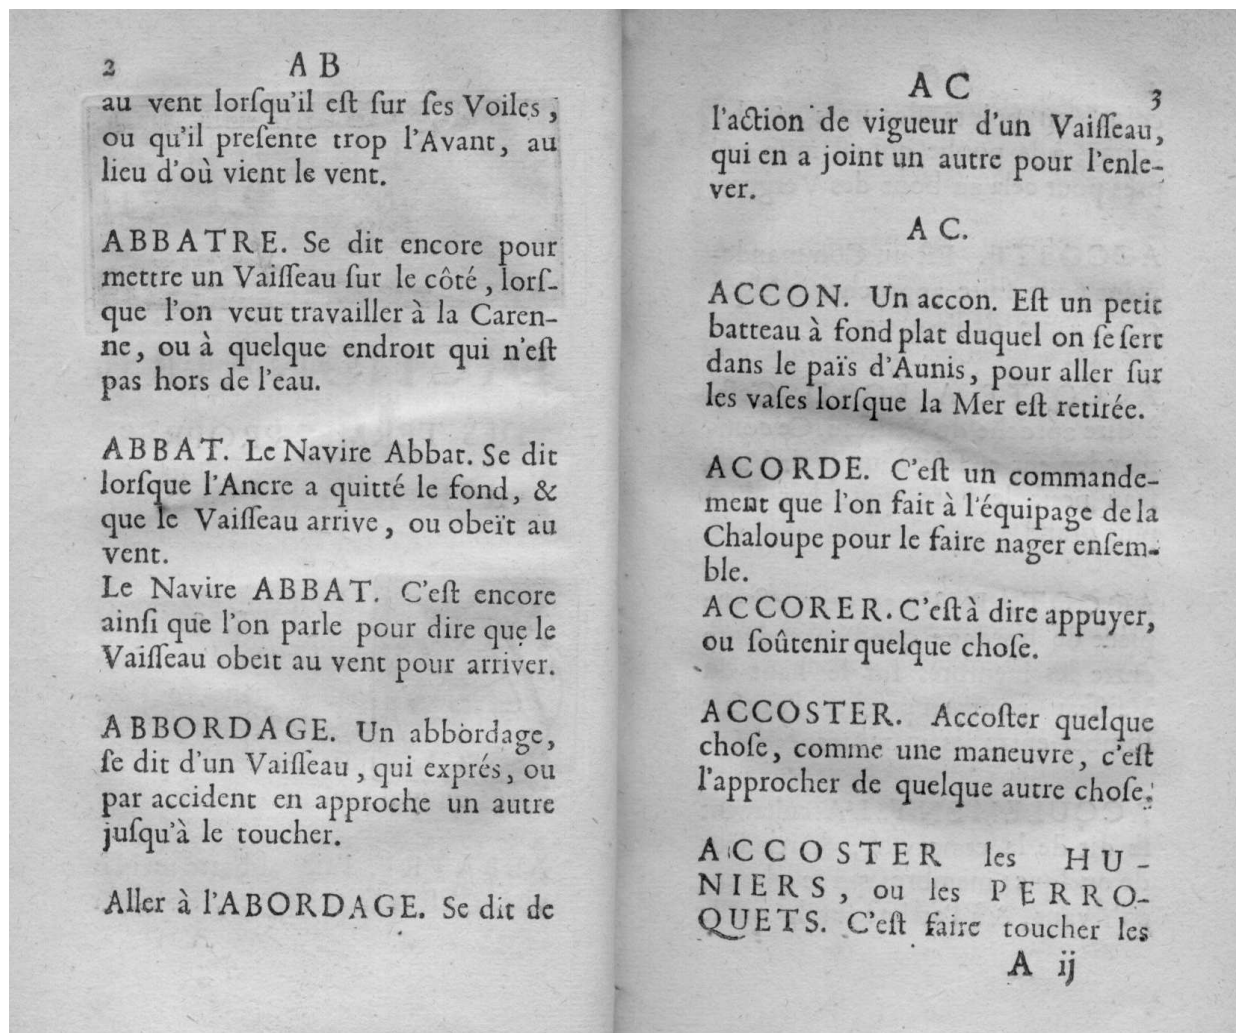 2 A B
au vent lorſqu'il eſt ſur ſes Voiles ,
ou qu'il preſente trop l'Avant, au
lieu d'où vient le vent.
ABBATRE. Se dit encore pour
mettre un Vaiſſeau ſur le côté , lorſ-
que l'on veut travailler à la Caren-
ne, ou à quelque endroit qui n'eſt
pas hors de l'eau.
ABBAT. Le Navire Abbat. Se dit
lorſque l'Ancre a quitté le fond, &
que le Vaiſſeau arrive , ou obeït au
vent.
Le Navire ABBAT. C'eſt encore
ainſi que l'on parle pour dire que le
Vaiſſeau obeit au vent pour arriver.
ABBORDAGE. Un abbordage,
ſe dit d'un Vaiſſeau , qui exprés, ou
par accident en approche un autre
juſqu'à le toucher.
Aller à l'ABORDAGE. Se dit de
A C 3
l'action de vigueur d'un Vaiſſeau,
qui en a joint un autre pour l'enle-
ver.
A C.
ACCON. Un accon. Eſt un petit
batteau à fond plat duquel on ſe ſert
dans le païs d'Aunis, pour aller ſur
les vaſes lorſque la Mer eſt retirée.
ACORDE. C'eſt un commande-
ment que l'on fait à l'équipage de la
Chaloupe pour le faire nager enſem-
ble.
ACCORER. C'eſt à dire appuyer,
ou ſoûtenir quelque choſe.
ACCOSTER. Accoſter quelque
choſe, comme une maneuvre, c'eſt
l'approcher de quelque autre choſe.
ACCOSTER les HU-
NIERS, ou les PERRO-
QUETS. C'eſt faire toucher les
A ij